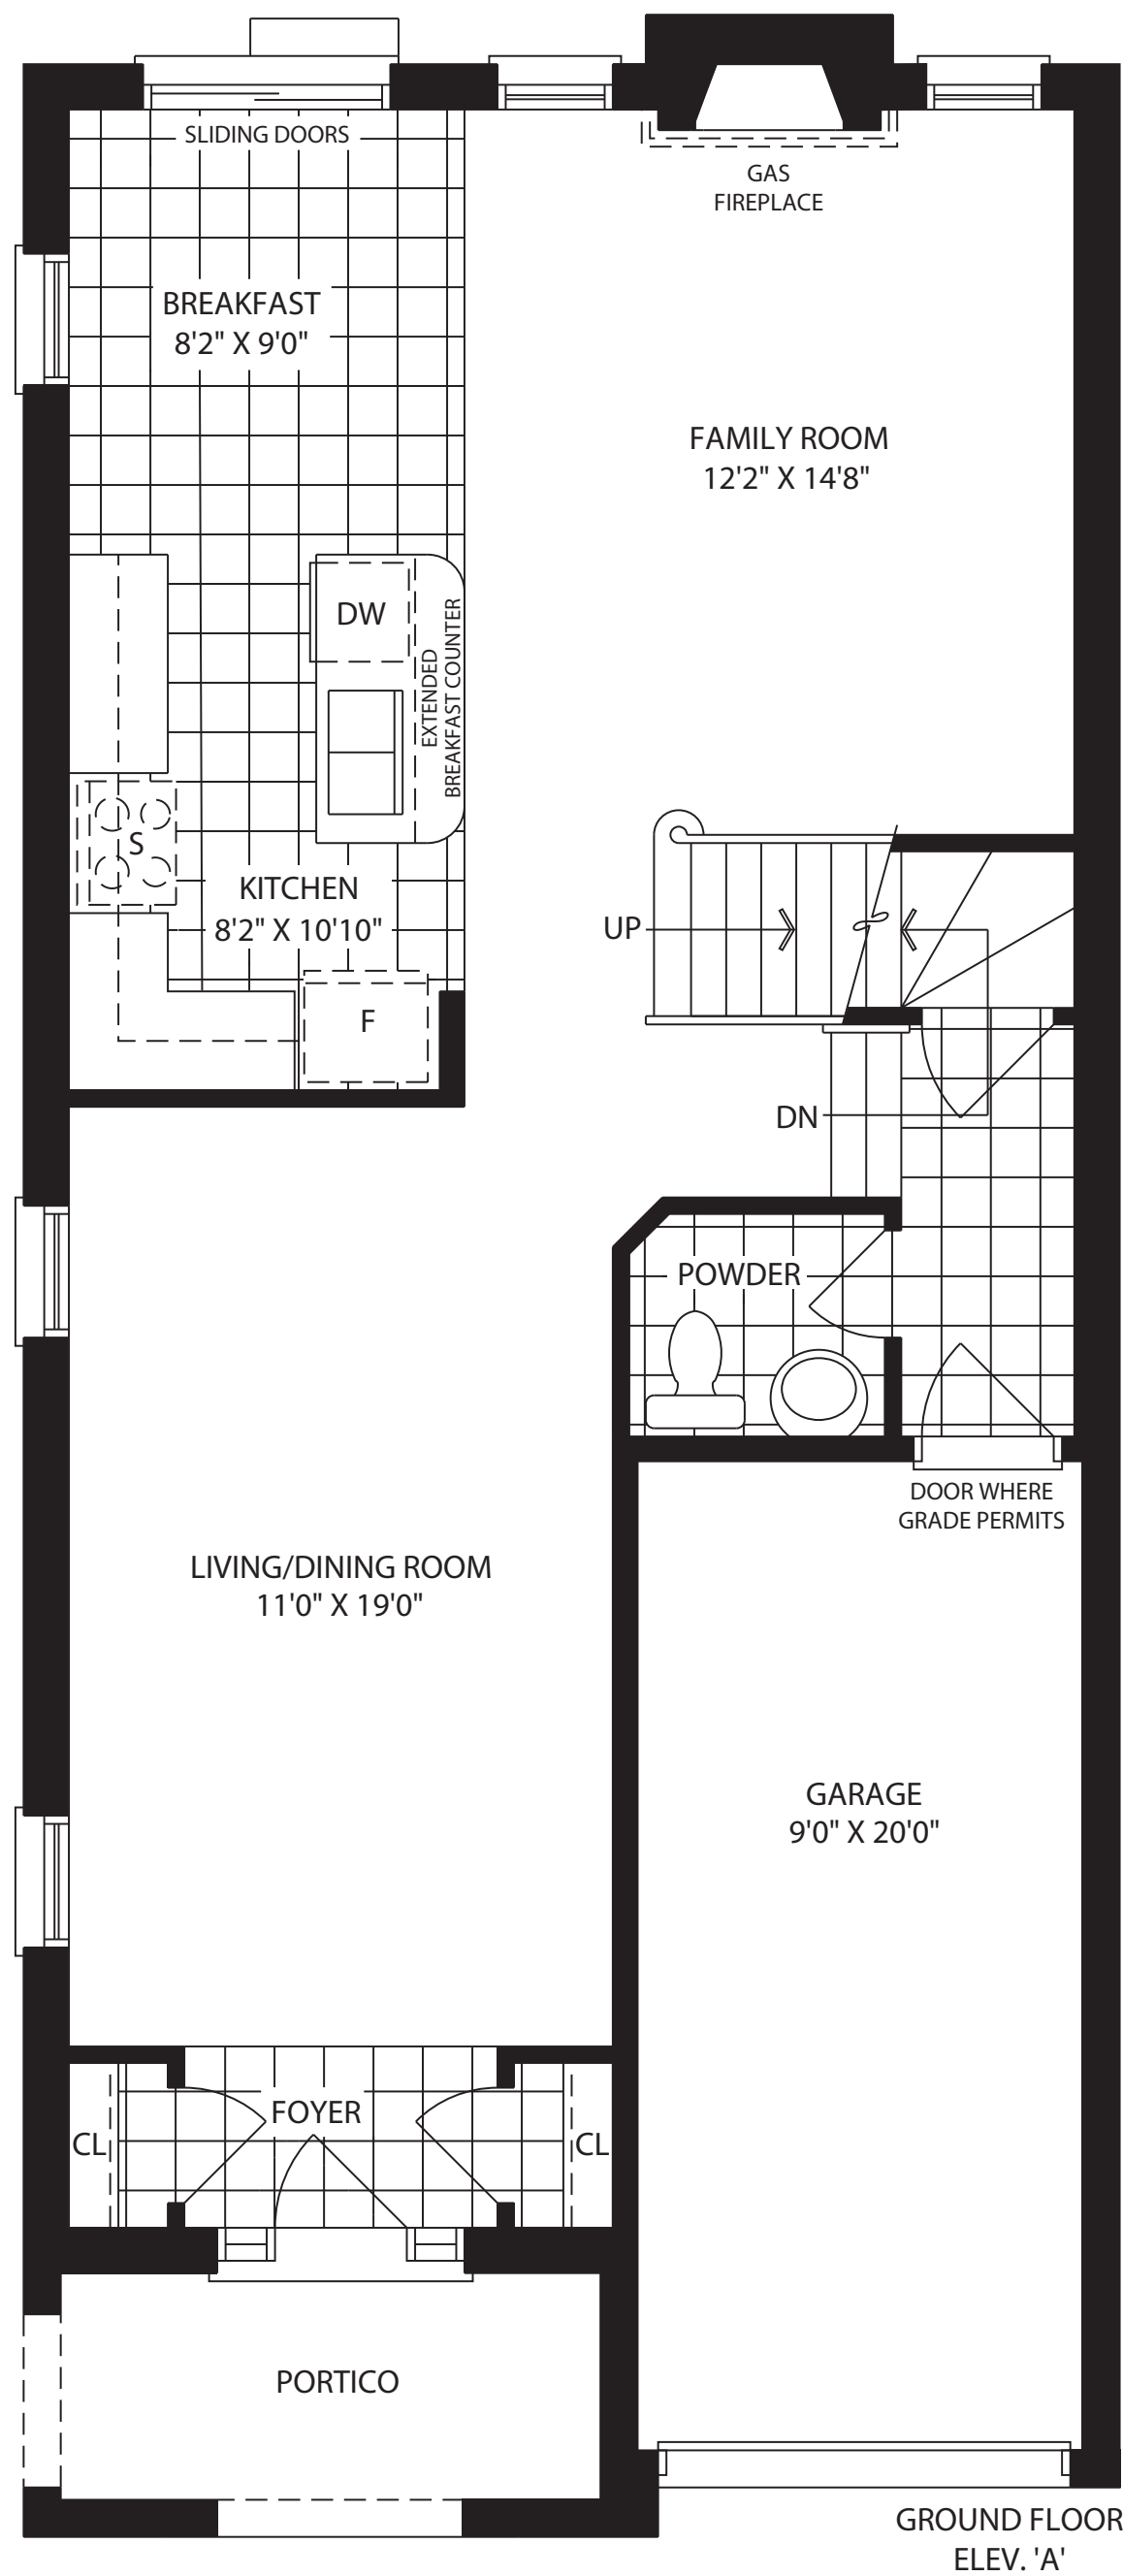 SLIDING DOORS
GAS
FIREPLACE
BREAKFAST
8'2" X 9'0"
FAMILY ROOM
12'2" X 14'8"
DW
EXTENDED
BREAKFAST COUNTER
S
KITCHEN
8'2" X 10'10"
UP
F
DN
POWDER
DOOR WHERE
GRADE PERMITS
LIVING/DINING ROOM
11'0" X 19'0"
GARAGE
9'0" X 20'0"
FOYER
CL
CL
PORTICO
GROUND FLOOR
ELEV. 'A'